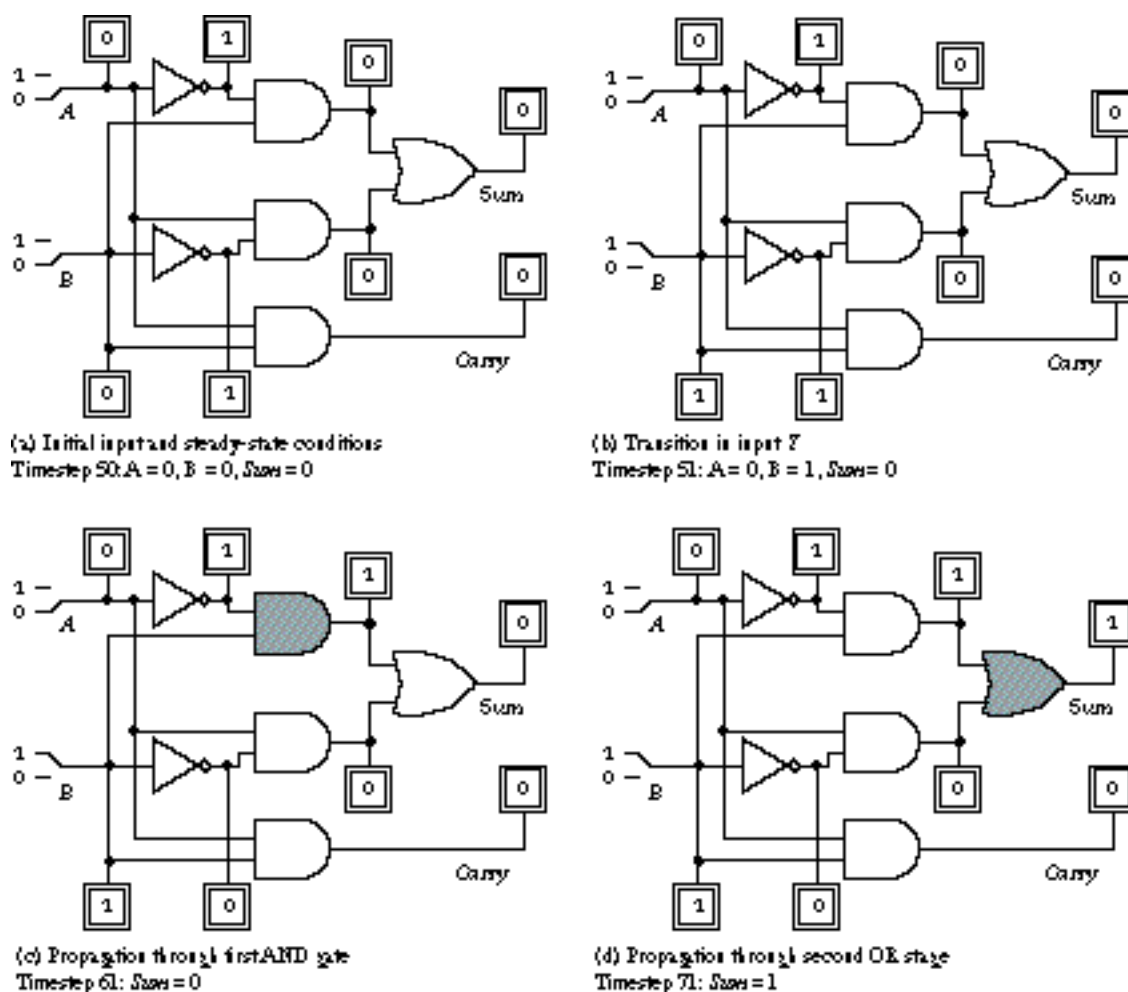 0 1 0 0
1
0
A
Sum
1
0
B
0 0
Carry
0 1
(a) Initial input and steady-state conditions
Timestep 50: A = 0, B = 0, Sum = 0
0 1 0 0
1
0
A
Sum
1
0
B
0 0
Carry
1 1
(b) Transition in input Y
Timestep 51: A = 0, B = 1, Sum = 0
0 1 1 0
1
0
A
Sum
1
0
B
0 0
Carry
1 0
(c) Propagation through first AND gate
Timestep 61: Sum = 0
0 1 1 1
1
0
A
Sum
1
0
B
0 0
Carry
1 0
(d) Propagation through second OR stage
Timestep 71: Sum = 1